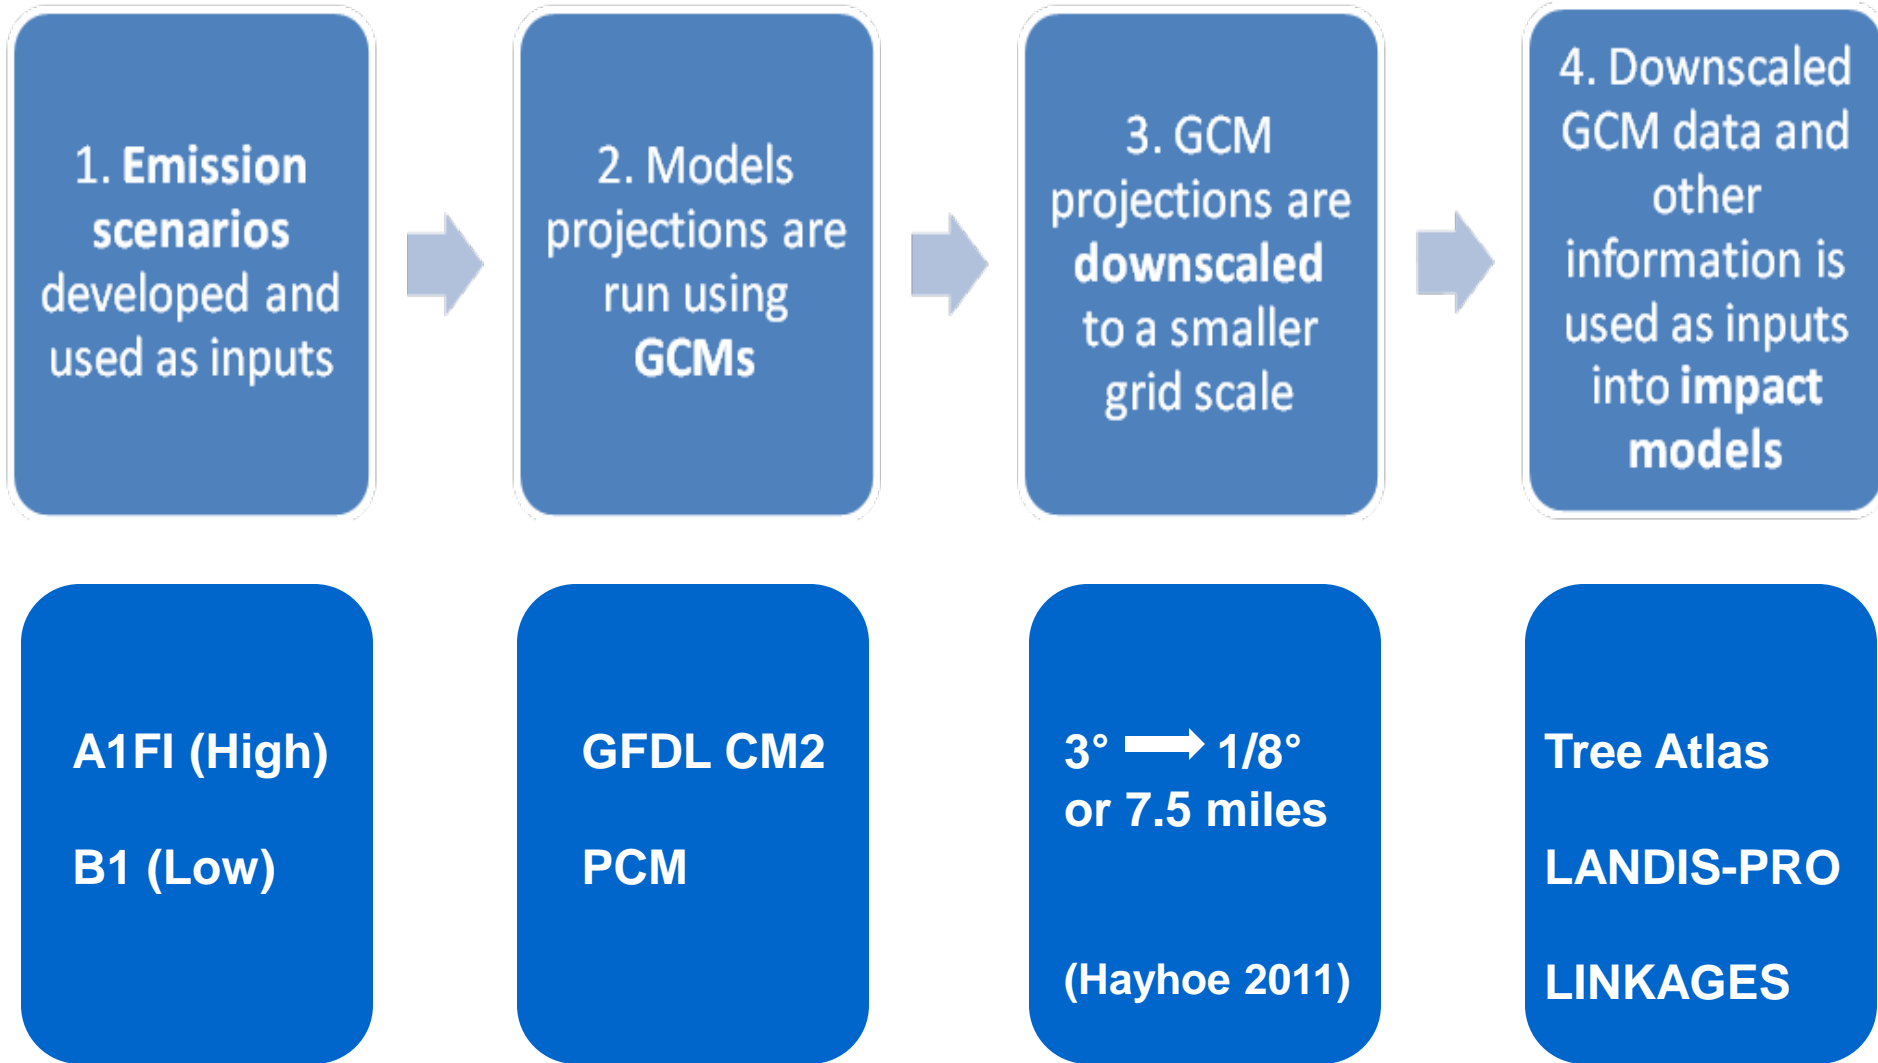 1. Emission
scenarios
developed and
used as inputs
2. Models
projections are
run using
GCMs
3. GCM
projections are
downscaled
to a smaller
grid scale
4. Downscaled
GCM data and
other
information is
used as inputs
into impact
models
A1FI (High)
B1 (Low)
GFDL CM2
PCM
3° → 1/8°
or 7.5 miles
(Hayhoe 2011)
Tree Atlas
LANDIS-PRO
LINKAGES